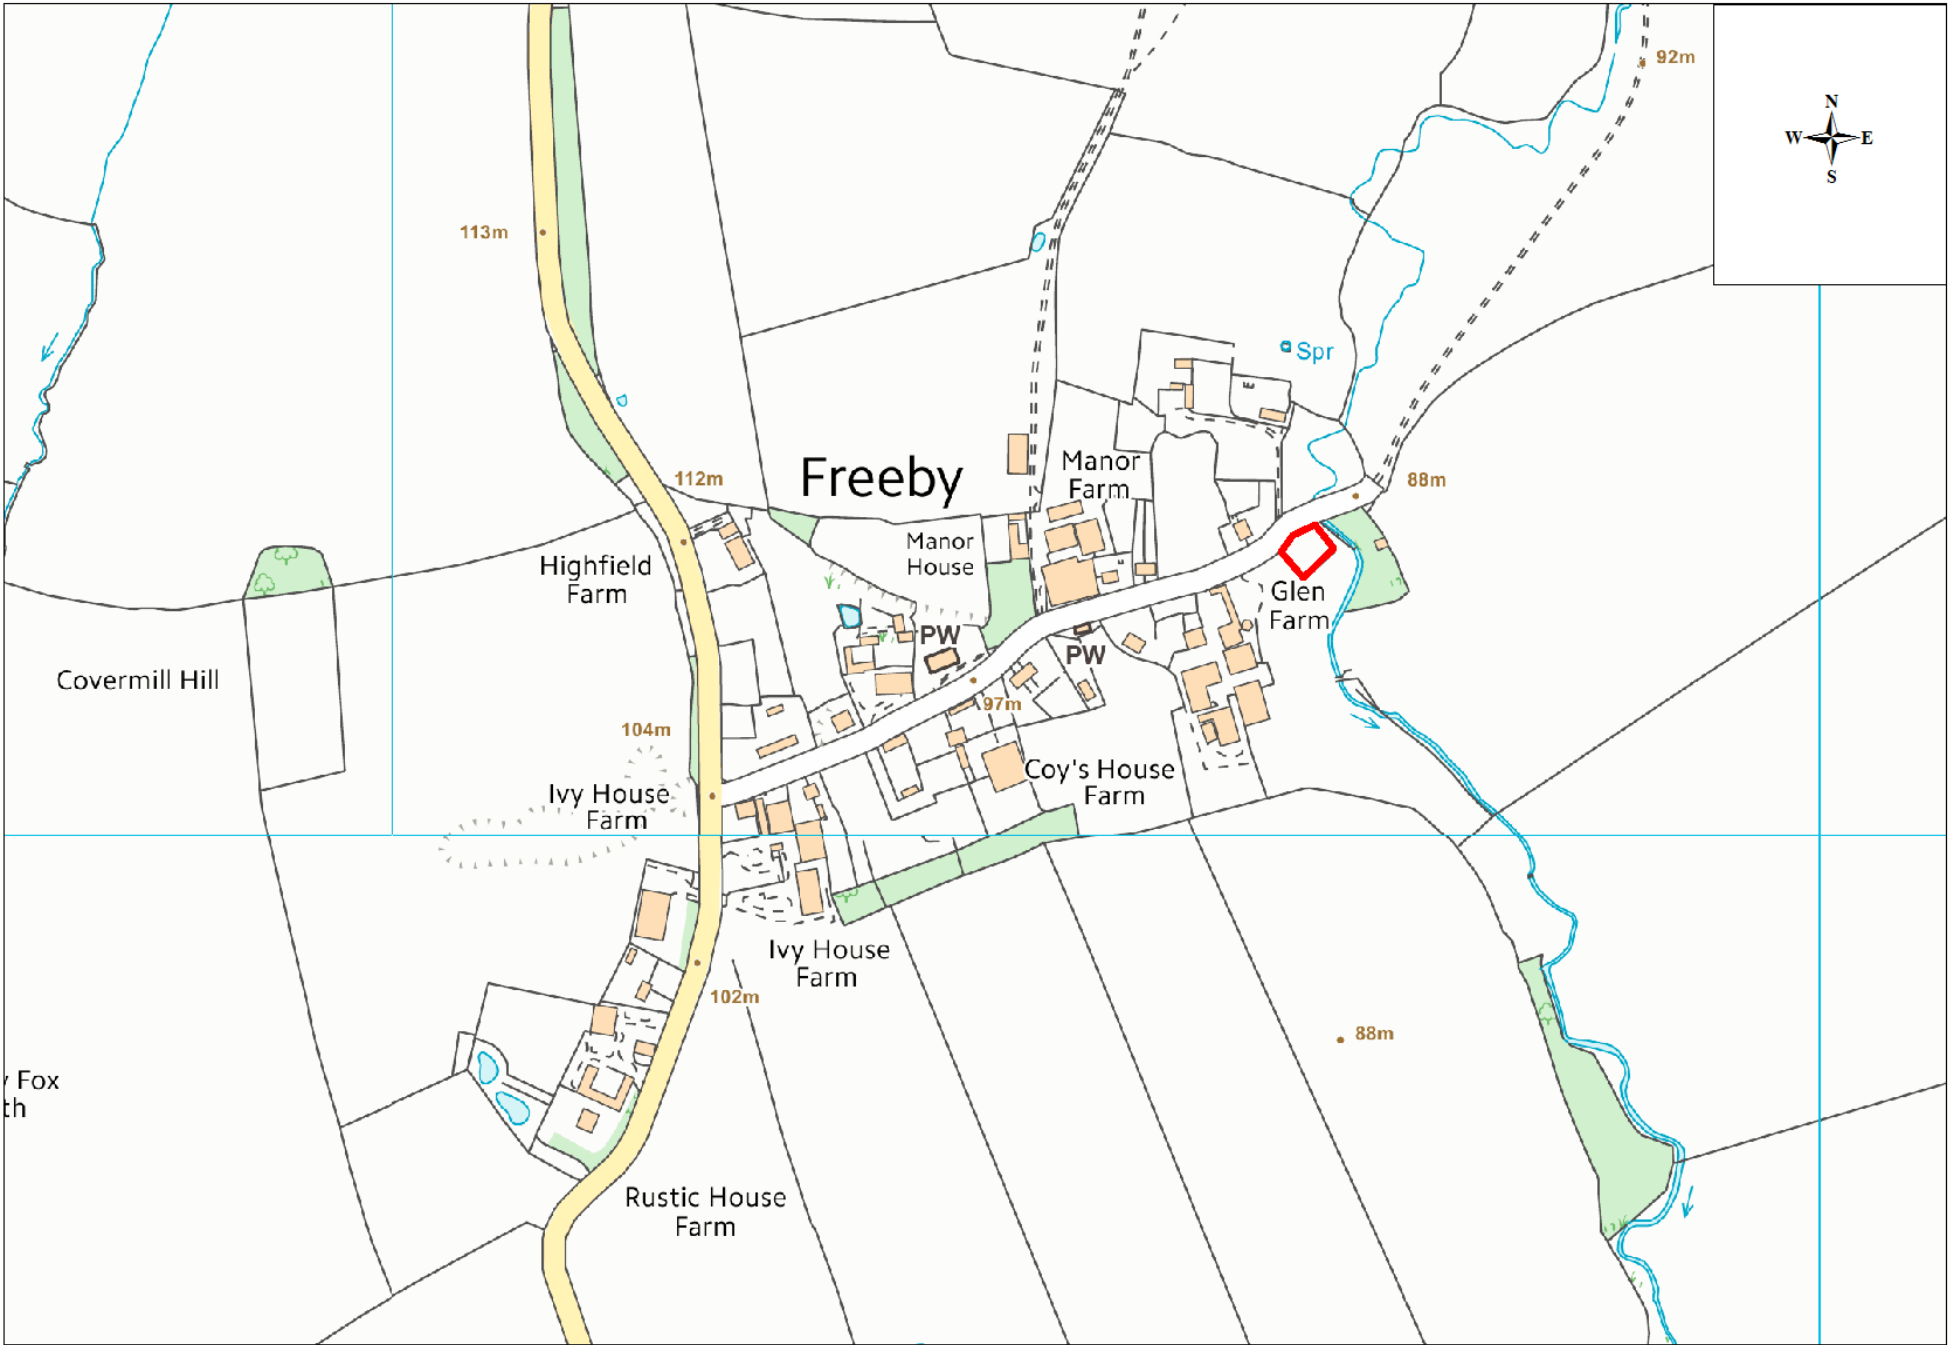 92m
N
W E
S
113m
Spr
112m
Freeby
Manor
Farm
88m
Highfield
Farm
Manor
House
Glen
Farm
PW
PW
Covermill Hill
97m
104m
Coy's House
Farm
Ivy House
Farm
Ivy House
Farm
102m
88m
Fox
th
Rustic House
Farm